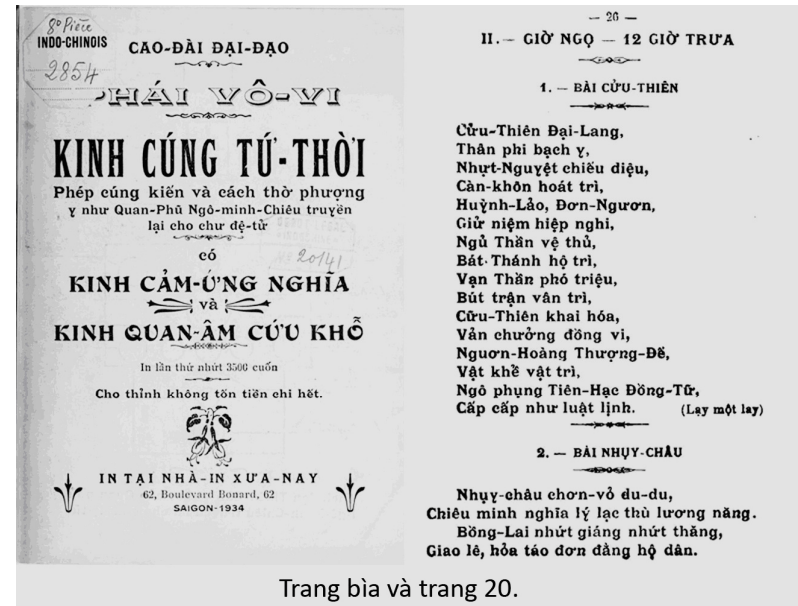 8º Pièce
INDO-CHINOIS
2854
CAO-ĐÀI ĐẠI-ĐẠO
PHÁI VÔ-VI
KINH CÚNG TỨ-THỜI
Phép cúng kiến và cách thờ phượng
y như Quan-Phủ Ngô-minh-Chiêu truyền
lại cho chư đệ-tử
có
20141
KINH CẢM-ỨNG NGHĨA
và
KINH QUAN-ÂM CỨU KHỔ
In lần thứ nhứt 3500 cuốn
Cho thỉnh không tốn tiền chi hết.
IN TẠI NHÀ-IN XƯA-NAY
62, Boulevard Bonard, 62
SAIGON-1934
— 20 —
II.— GIỜ NGỌ — 12 GIỜ TRƯA
1. — BÀI CỬU-THIÊN
Cửu-Thiên Đại-Lang,
Thân phi bạch y,
Nhựt-Nguyệt chiếu diệu,
Càn-khôn hoát trì,
Huỳnh-Lảo, Đơn-Ngươn,
Giử niệm hiệp nghi,
Ngủ Thần vệ thủ,
Bát-Thánh hộ trì,
Vạn Thần phó triệu,
Bút trận vân trì,
Cữu-Thiên khai hóa,
Vản chưởng đồng vi,
Nguơn-Hoàng Thượng-Đế,
Vật khể vật trì,
Ngô phụng Tiên-Hạc Đồng-Tử,
Cấp cấp như luật lịnh. (Lạy một lạy)
2. — BÀI NHỤY-CHÂU
Nhụy-châu chơn-vỏ du-du,
Chiêu minh nghĩa lý lạc thù lương năng.
Bồng-Lai nhứt giáng nhứt thăng,
Giao lê, hỏa táo đơn đằng hộ dân.
Trang bìa và trang 20.